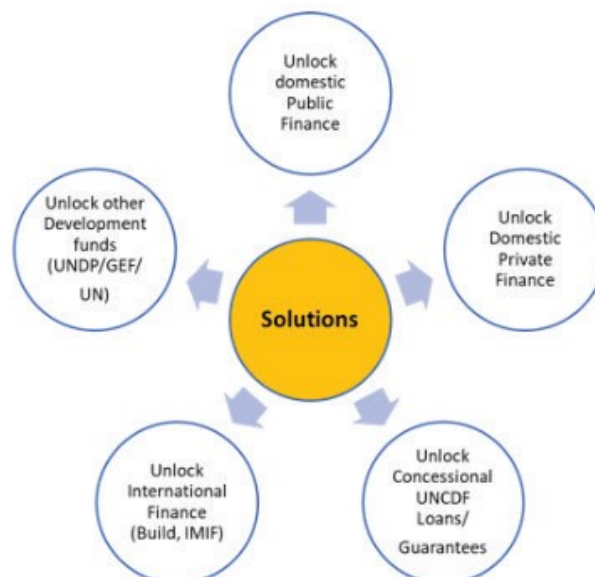 Unlock
domestic
Public
Finance
Unlock
Domestic
Private
Finance
Unlock
Concessional
UNCDF
Loans/
Guarantees
Unlock
International
Finance
(Build, IMIF)
Unlock other
Development
funds
(UNDP/GEF/
UN)
Solutions